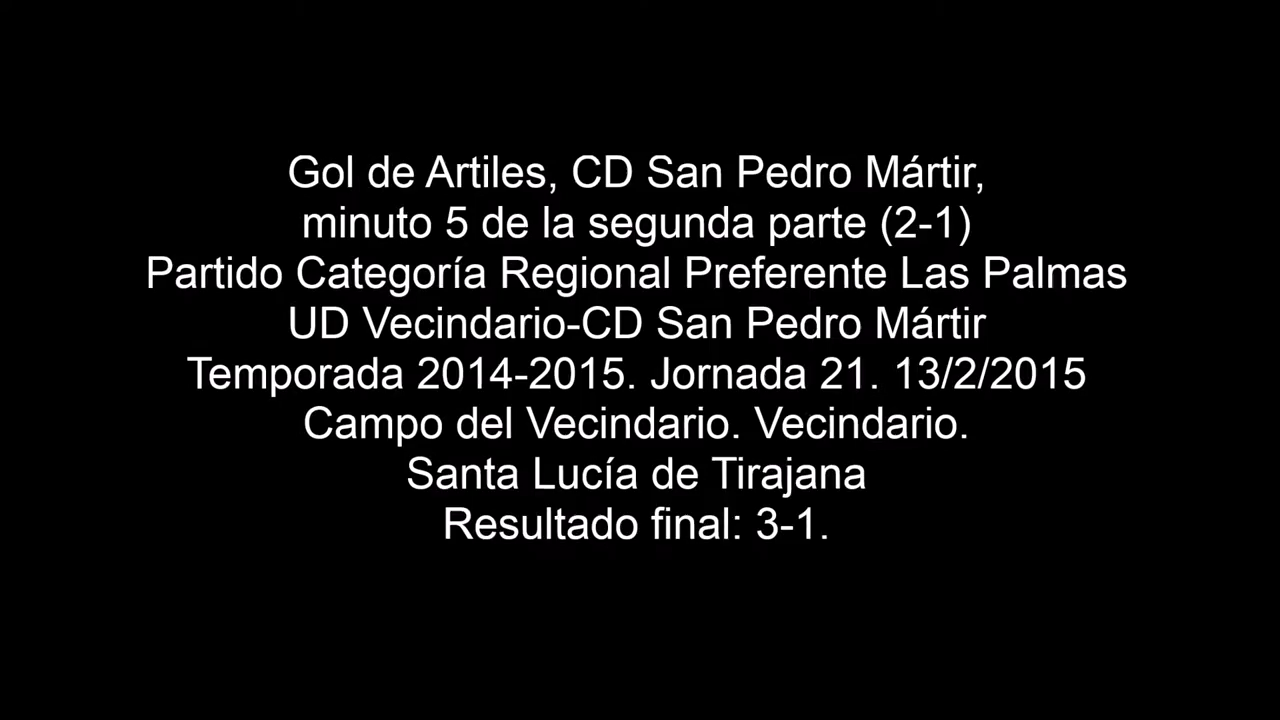 Gol de Artiles, CD San Pedro Mártir,
minuto 5 de la segunda parte (2-1)
Partido Categoría Regional Preferente Las Palmas
UD Vecindario-CD San Pedro Mártir
Temporada 2014-2015. Jornada 21. 13/2/2015
Campo del Vecindario. Vecindario.
Santa Lucía de Tirajana
Resultado final: 3-1.